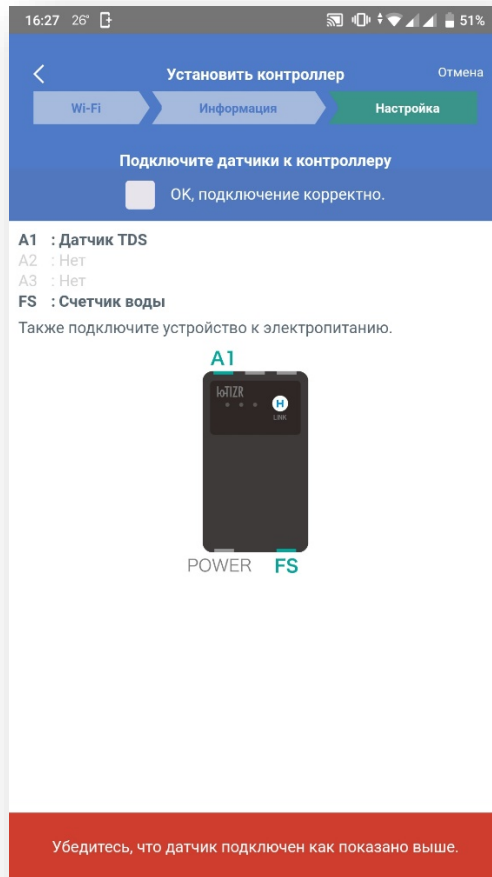 16:27 26° 51%
Установить контроллер Отмена
Wi-Fi Информация Настройка
Подключите датчики к контроллеру
OK, подключение корректно.
A1 : Датчик TDS
A2 : Нет
A3 : Нет
FS : Счетчик воды
Также подключите устройство к электропитанию.
A1
IoTIZR
H
LINK
POWER FS
Убедитесь, что датчик подключен как показано выше.